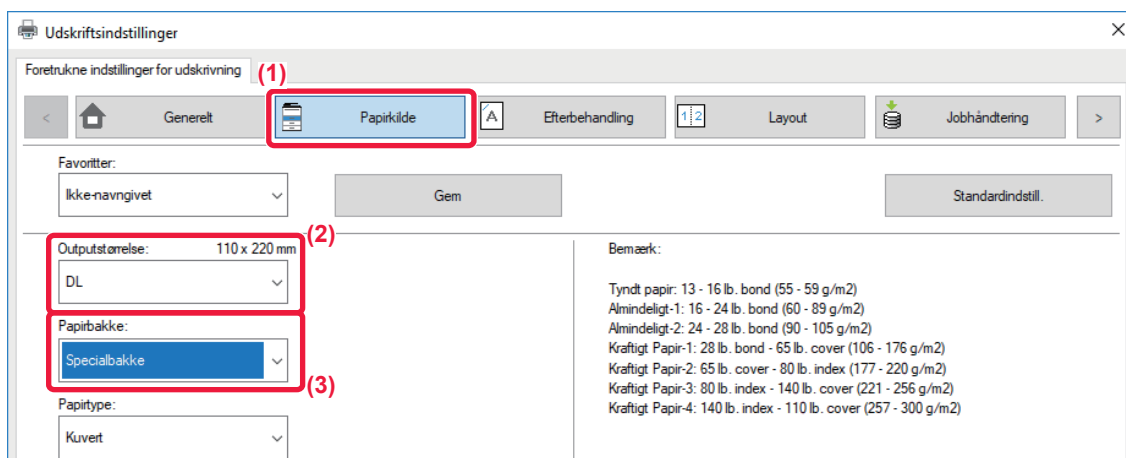 Udskriftsindstillinger
Foretrukne indstillinger for udskrivning
(1)
< Generelt Papirkilde A Efterbehandling 1 2 Layout Jobhåndtering >
Favoritter:
Ikke-navngivet Gem Standardindstill.
(2)
Outputstørrelse: 110 x 220 mm
DL
Papirbakke:
Specialbakke
(3)
Papirtype:
Kuvert
Bemærk:
Tyndt papir: 13 - 16 lb. bond (55 - 59 g/m2)
Almindeligt-1: 16 - 24 lb. bond (60 - 89 g/m2)
Almindeligt-2: 24 - 28 lb. bond (90 - 105 g/m2)
Kraftigt Papir-1: 28 lb. bond - 65 lb. cover (106 - 176 g/m2)
Kraftigt Papir-2: 65 lb. cover - 80 lb. index (177 - 220 g/m2)
Kraftigt Papir-3: 80 lb. index - 140 lb. cover (221 - 256 g/m2)
Kraftigt Papir-4: 140 lb. index - 110 lb. cover (257 - 300 g/m2)